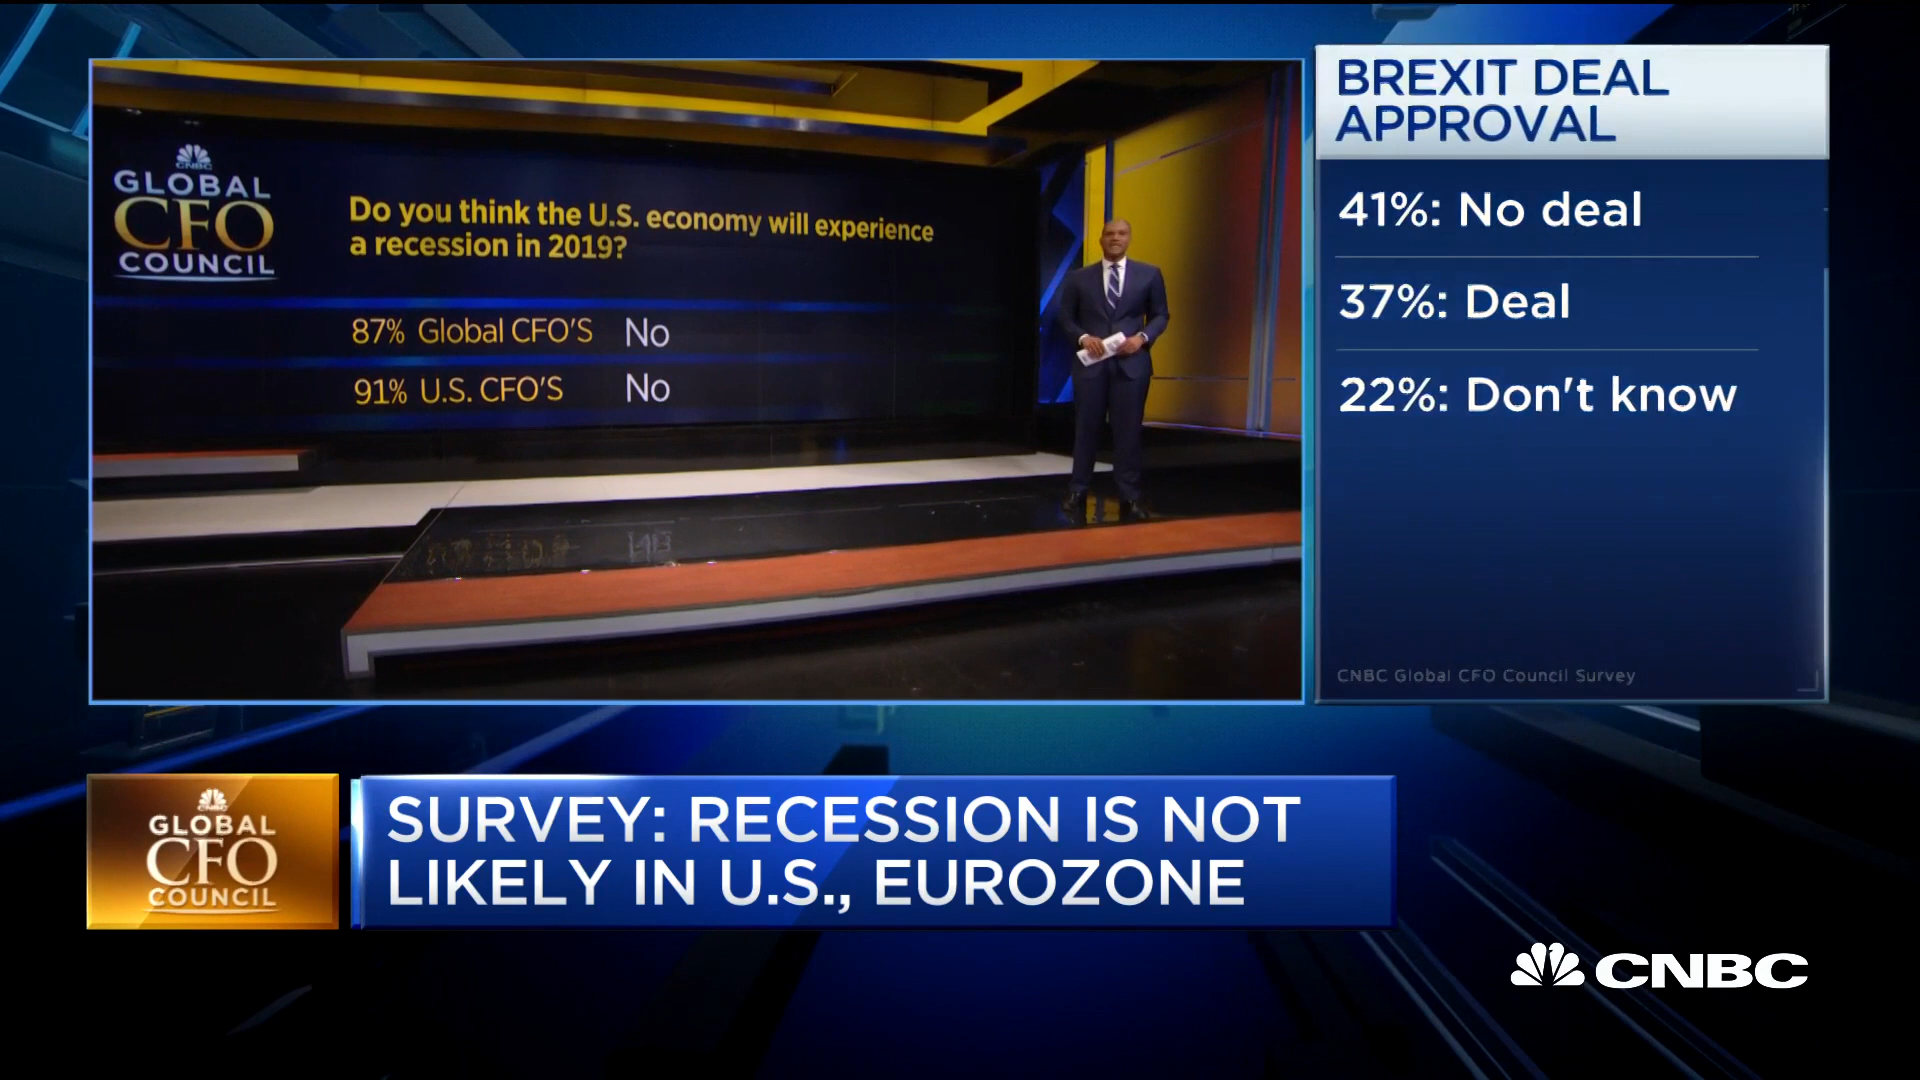 CNBC
GLOBAL
CFO
COUNCIL
Do you think the U.S. economy will experience
a recession in 2019?
87% Global CFO'S No
91% U.S. CFO'S No
BREXIT DEAL
APPROVAL
41%: No deal
37%: Deal
22%: Don't know
CNBC Global CFO Council Survey
CNBC
GLOBAL
CFO
COUNCIL
SURVEY: RECESSION IS NOT
LIKELY IN U.S., EUROZONE
CNBC